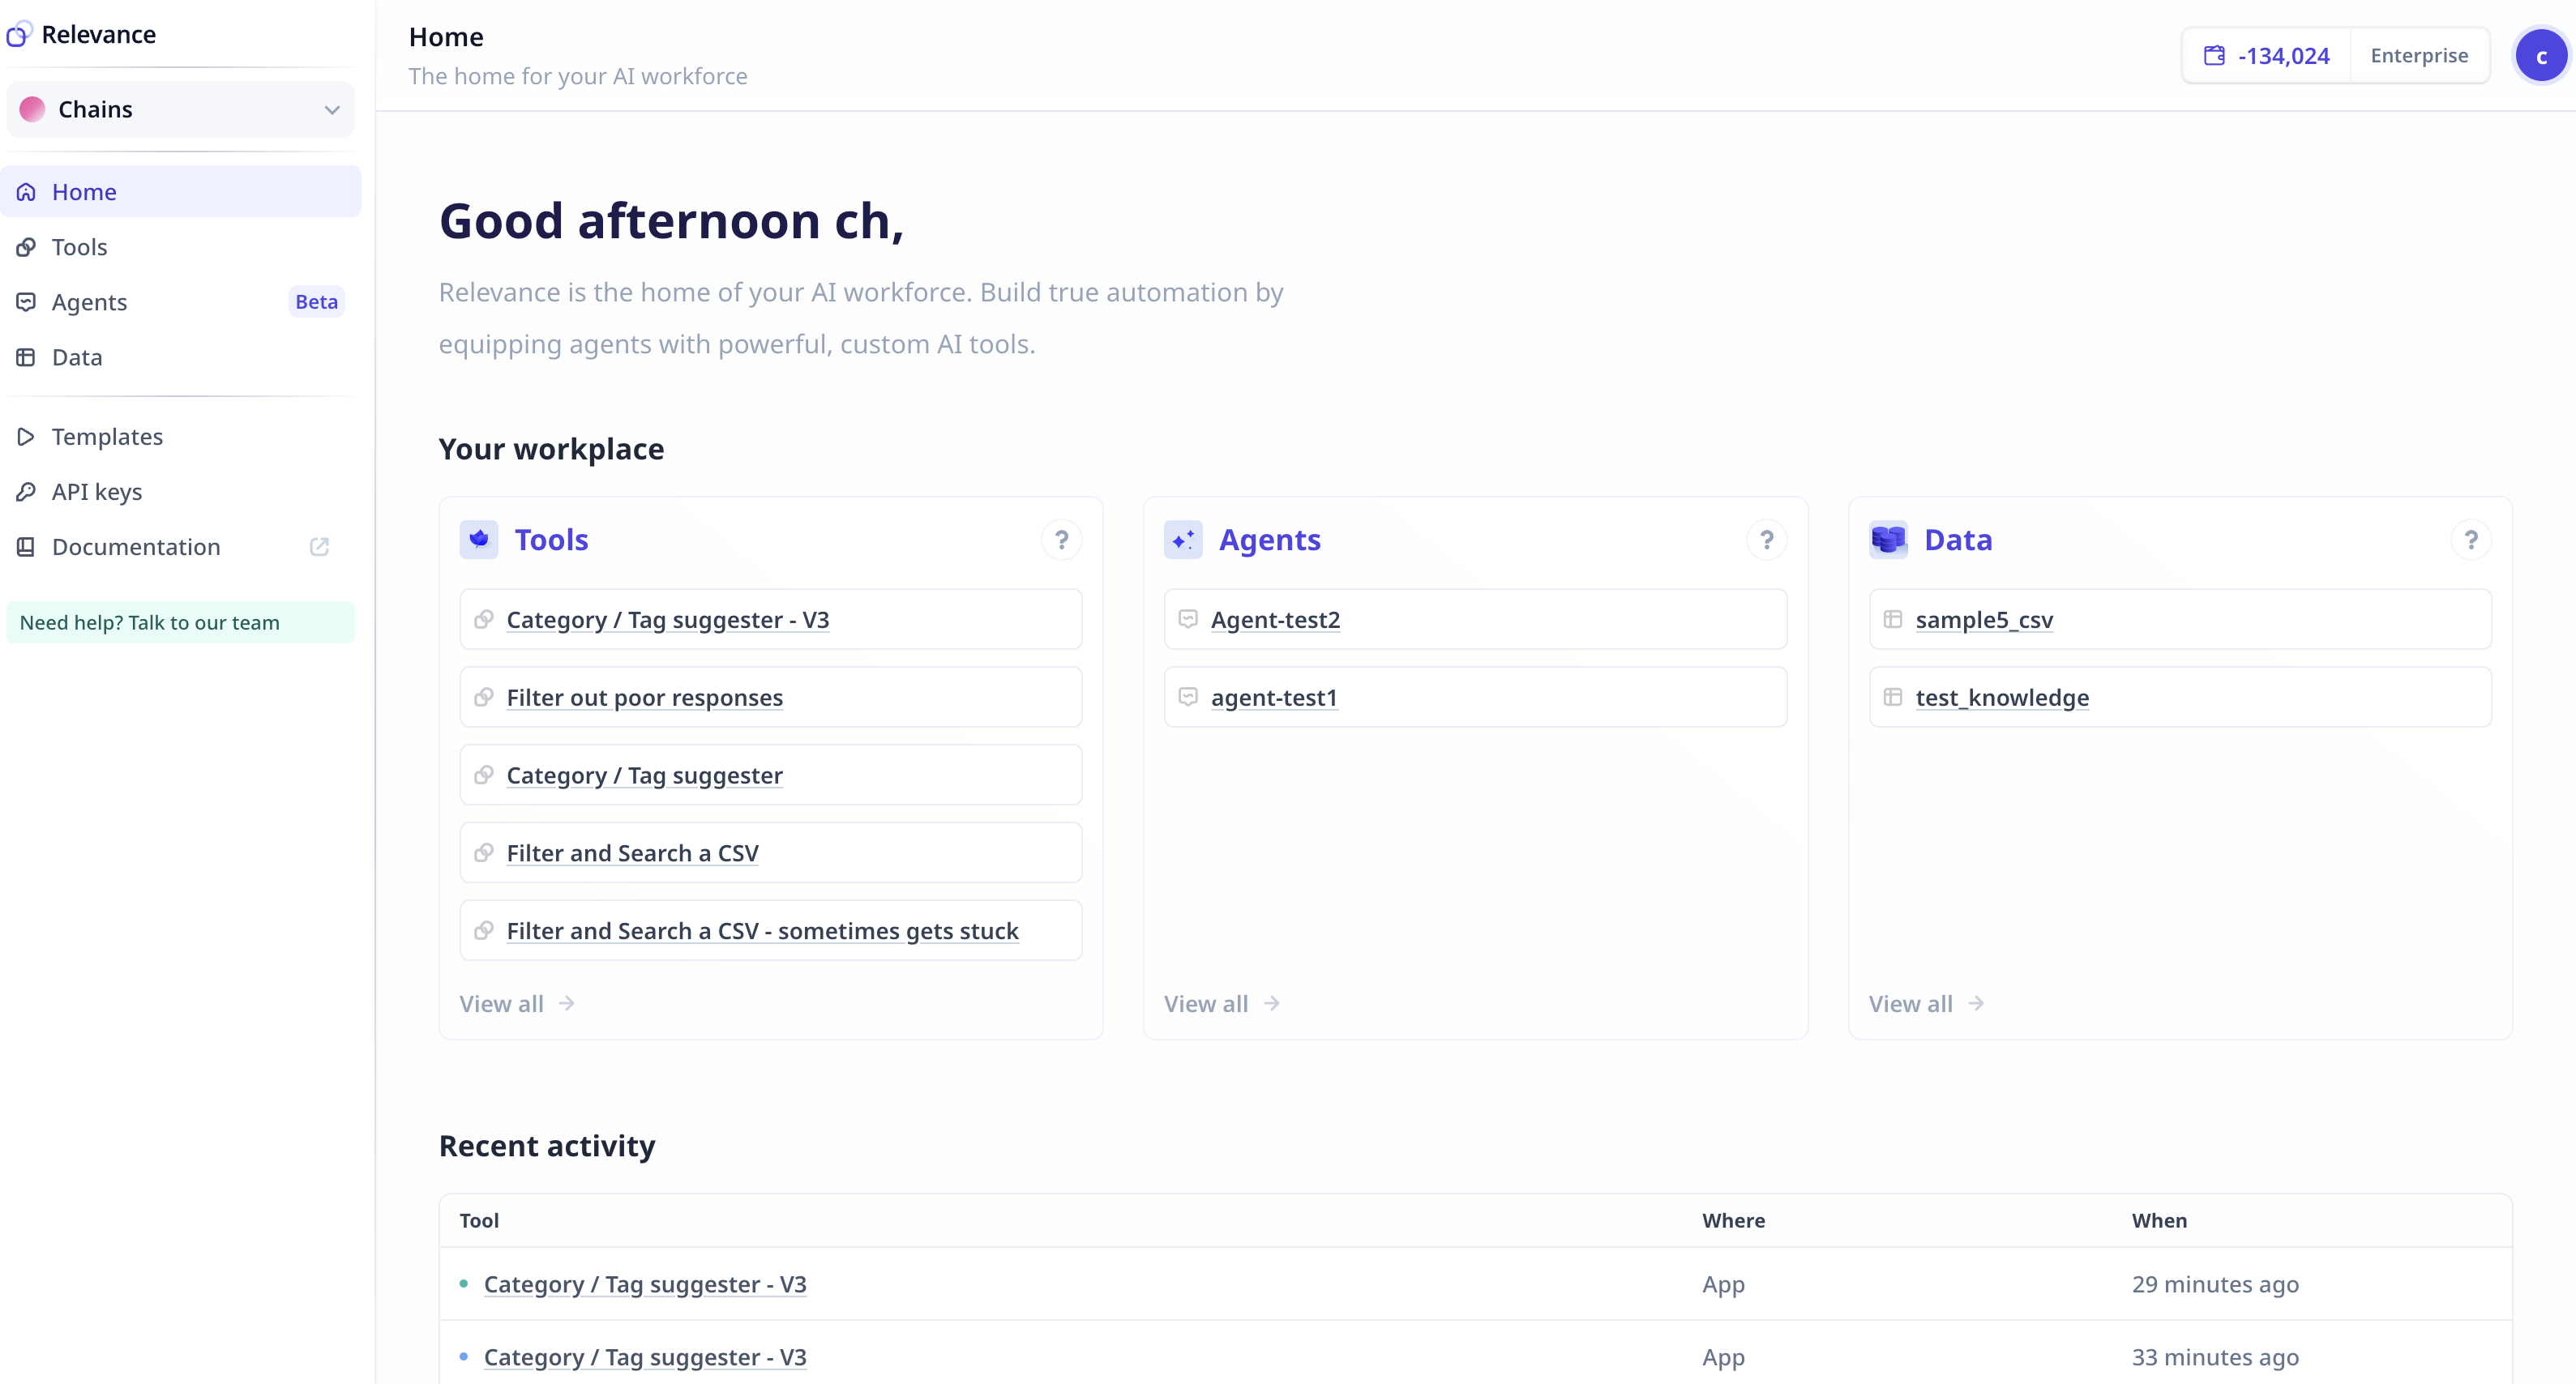 Relevance
Chains
Home
Tools
Agents Beta
Data
Templates
API keys
Documentation
Need help? Talk to our team
Home
The home for your AI workforce
-134,024 Enterprise c
Good afternoon ch,
Relevance is the home of your AI workforce. Build true automation by
equipping agents with powerful, custom AI tools.
Your workplace
Tools ?
Category / Tag suggester - V3
Filter out poor responses
Category / Tag suggester
Filter and Search a CSV
Filter and Search a CSV - sometimes gets stuck
View all
Agents ?
Agent-test2
agent-test1
View all
Data ?
sample5_csv
test_knowledge
View all
Recent activity
Tool Where When
Category / Tag suggester - V3 App 29 minutes ago
Category / Tag suggester - V3 App 33 minutes ago